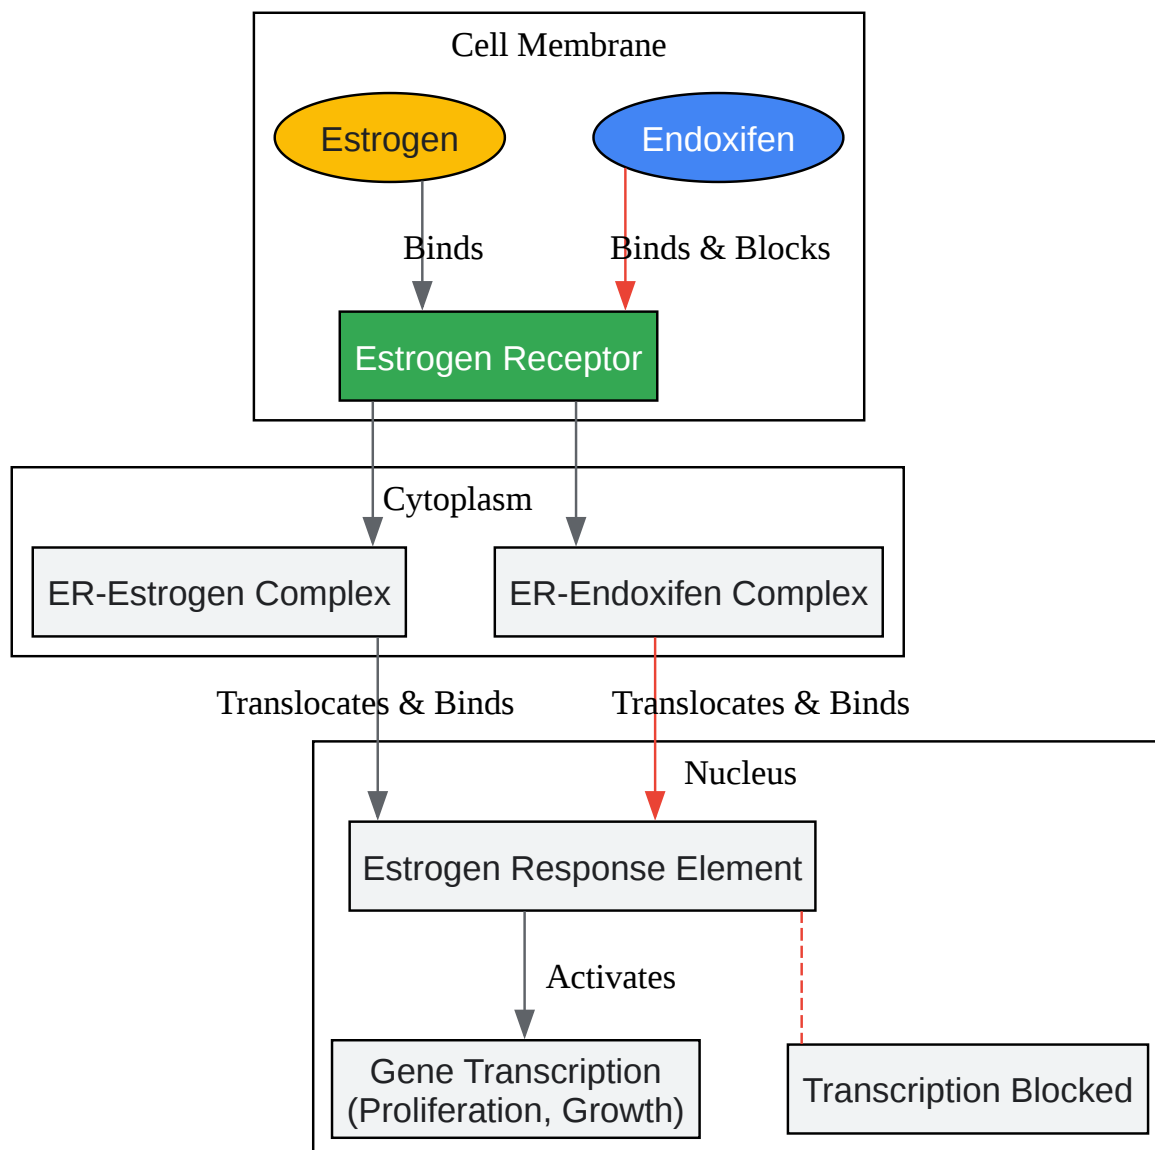 Cell Membrane
Estrogen
Endoxifen
Binds
Binds & Blocks
Estrogen Receptor
Cytoplasm
ER-Estrogen Complex
ER-Endoxifen Complex
Translocates & Binds
Translocates & Binds
Nucleus
Estrogen Response Element
Activates
Gene Transcription
(Proliferation, Growth)
Transcription Blocked